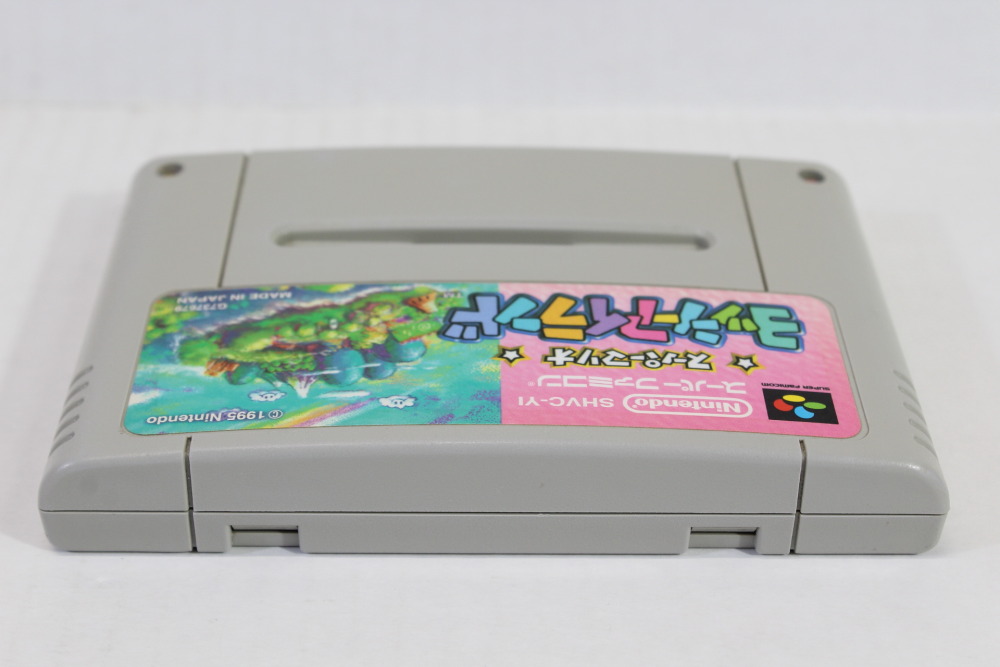 SUPER Famicom
Nintendo®
SHVC-YI
スーパー ファミコン®
© 1995 Nintendo
スーパーマリオ
ヨッシーアイランド
TM
MADE IN JAPAN